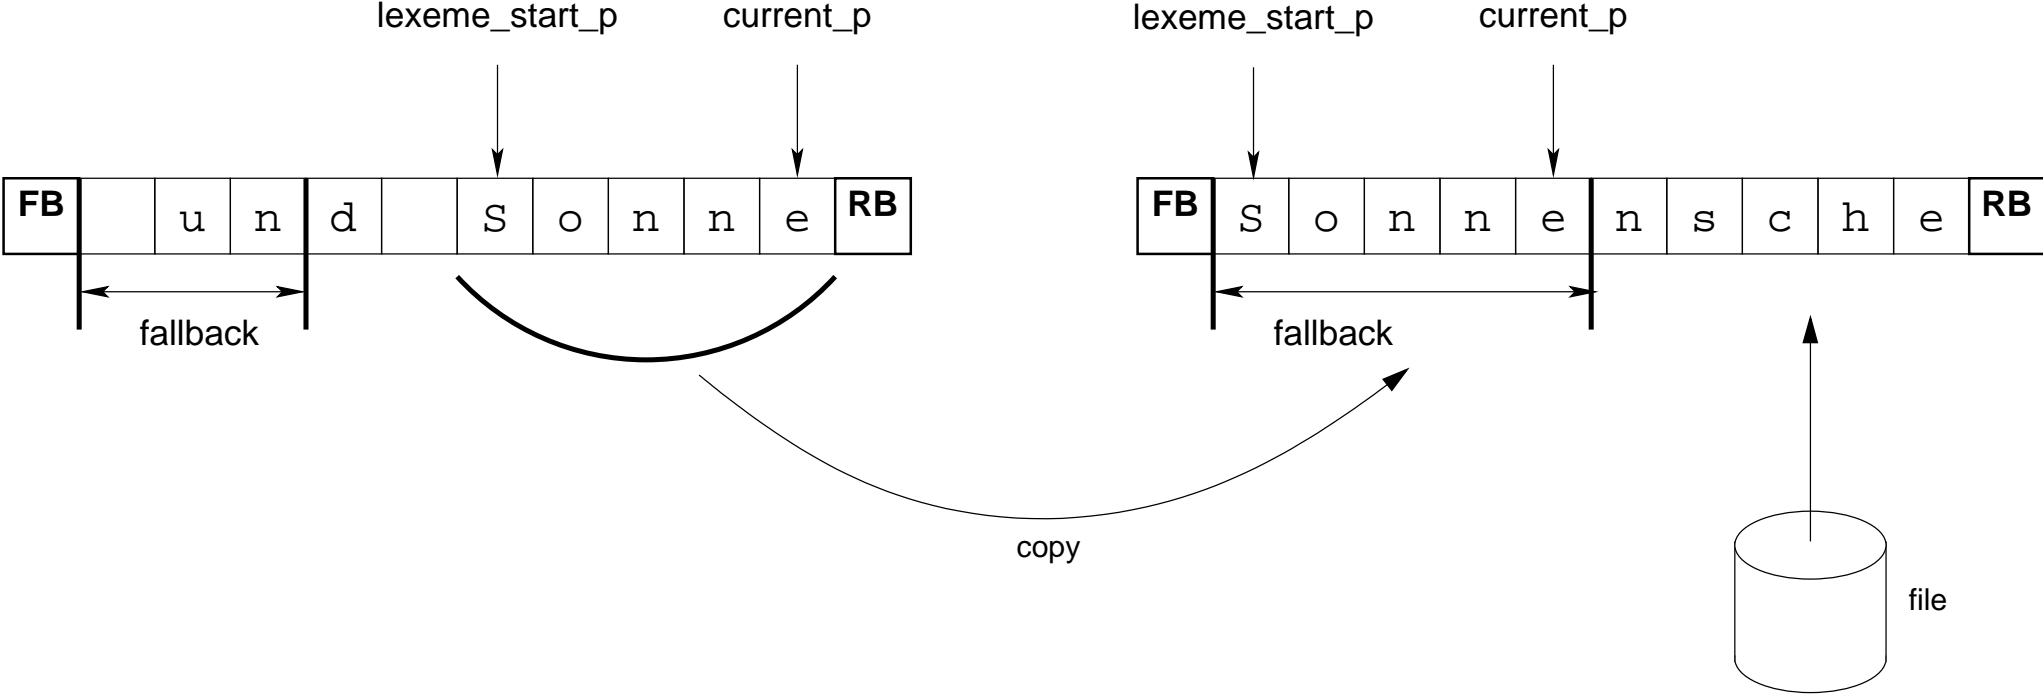 lexeme_start_p current_p lexeme_start_p current_p
FB u n d S o n n e RB FB S o n n e n s c h e RB
fallback fallback
copy
file